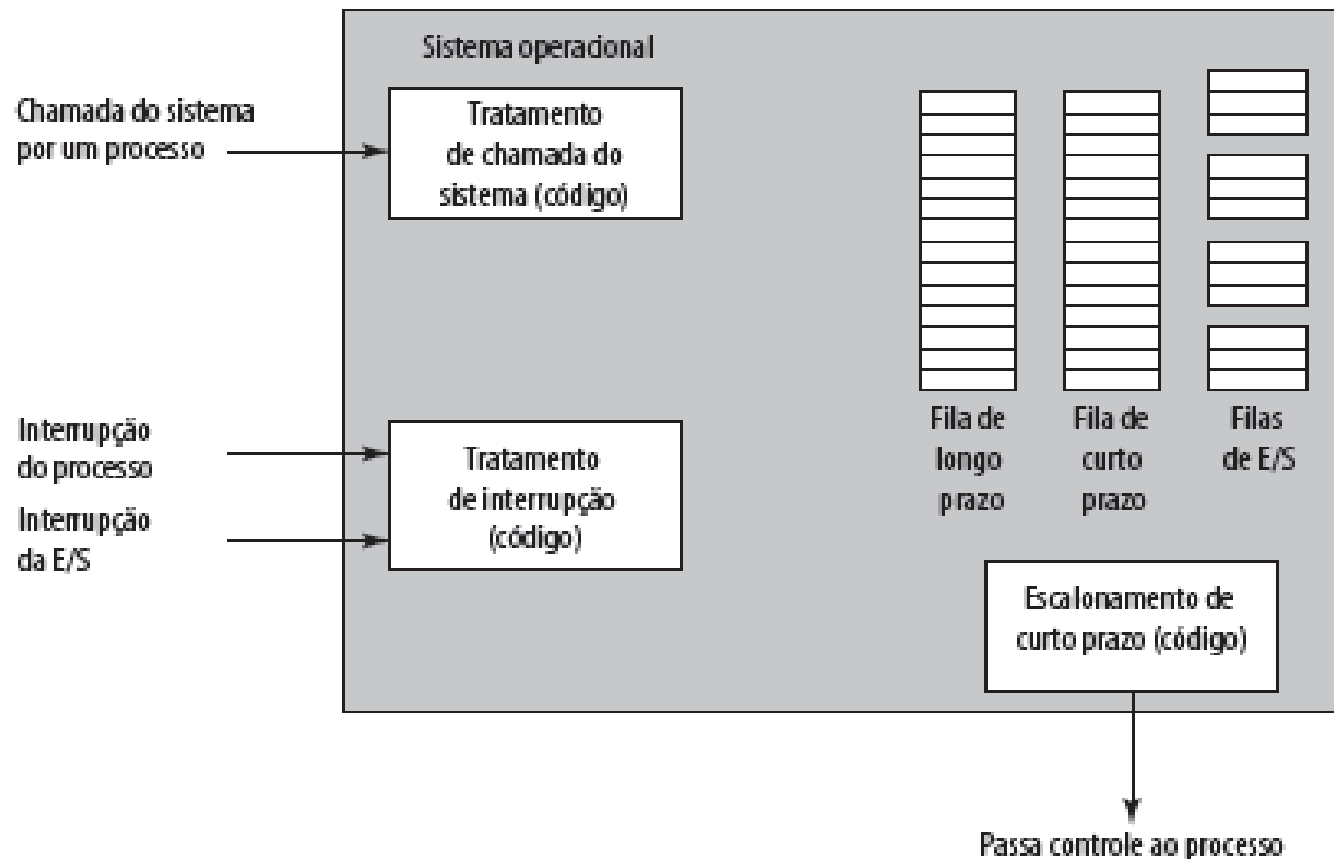 Sistema operacional
Chamada do sistema
por um processo
Tratamento
de chamada do
sistema (código)
Interrupção
do processo
Interrupção
da E/S
Tratamento
de interrupção
(código)
Fila de
longo
prazo
Fila de
curto
prazo
Filas
de E/S
Escalonamento de
curto prazo (código)
Passa controle ao processo